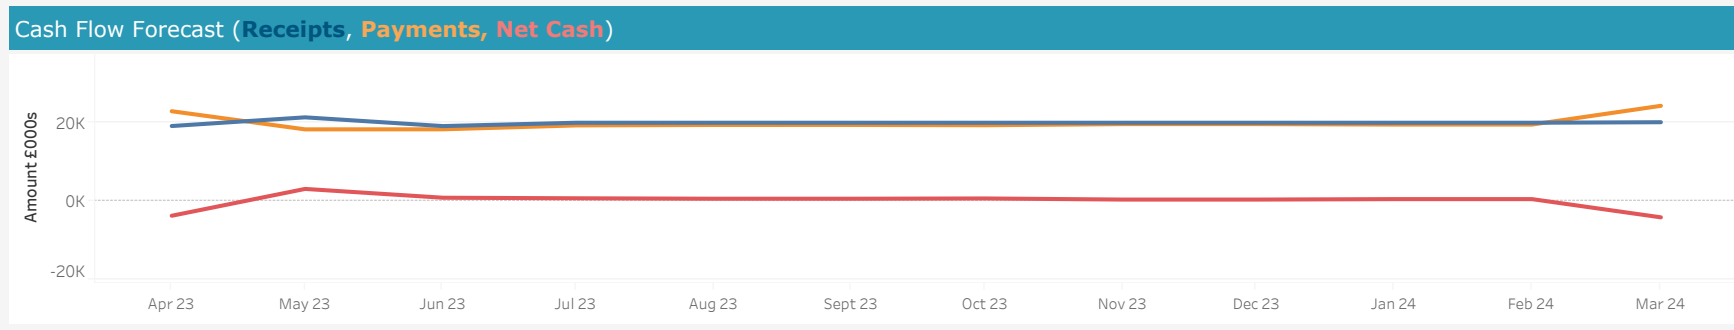 Cash Flow Forecast (Receipts, Payments, Net Cash)
Amount £000s
20K
0K
-20K
Apr 23 May 23 Jun 23 Jul 23 Aug 23 Sept 23 Oct 23 Nov 23 Dec 23 Jan 24 Feb 24 Mar 24